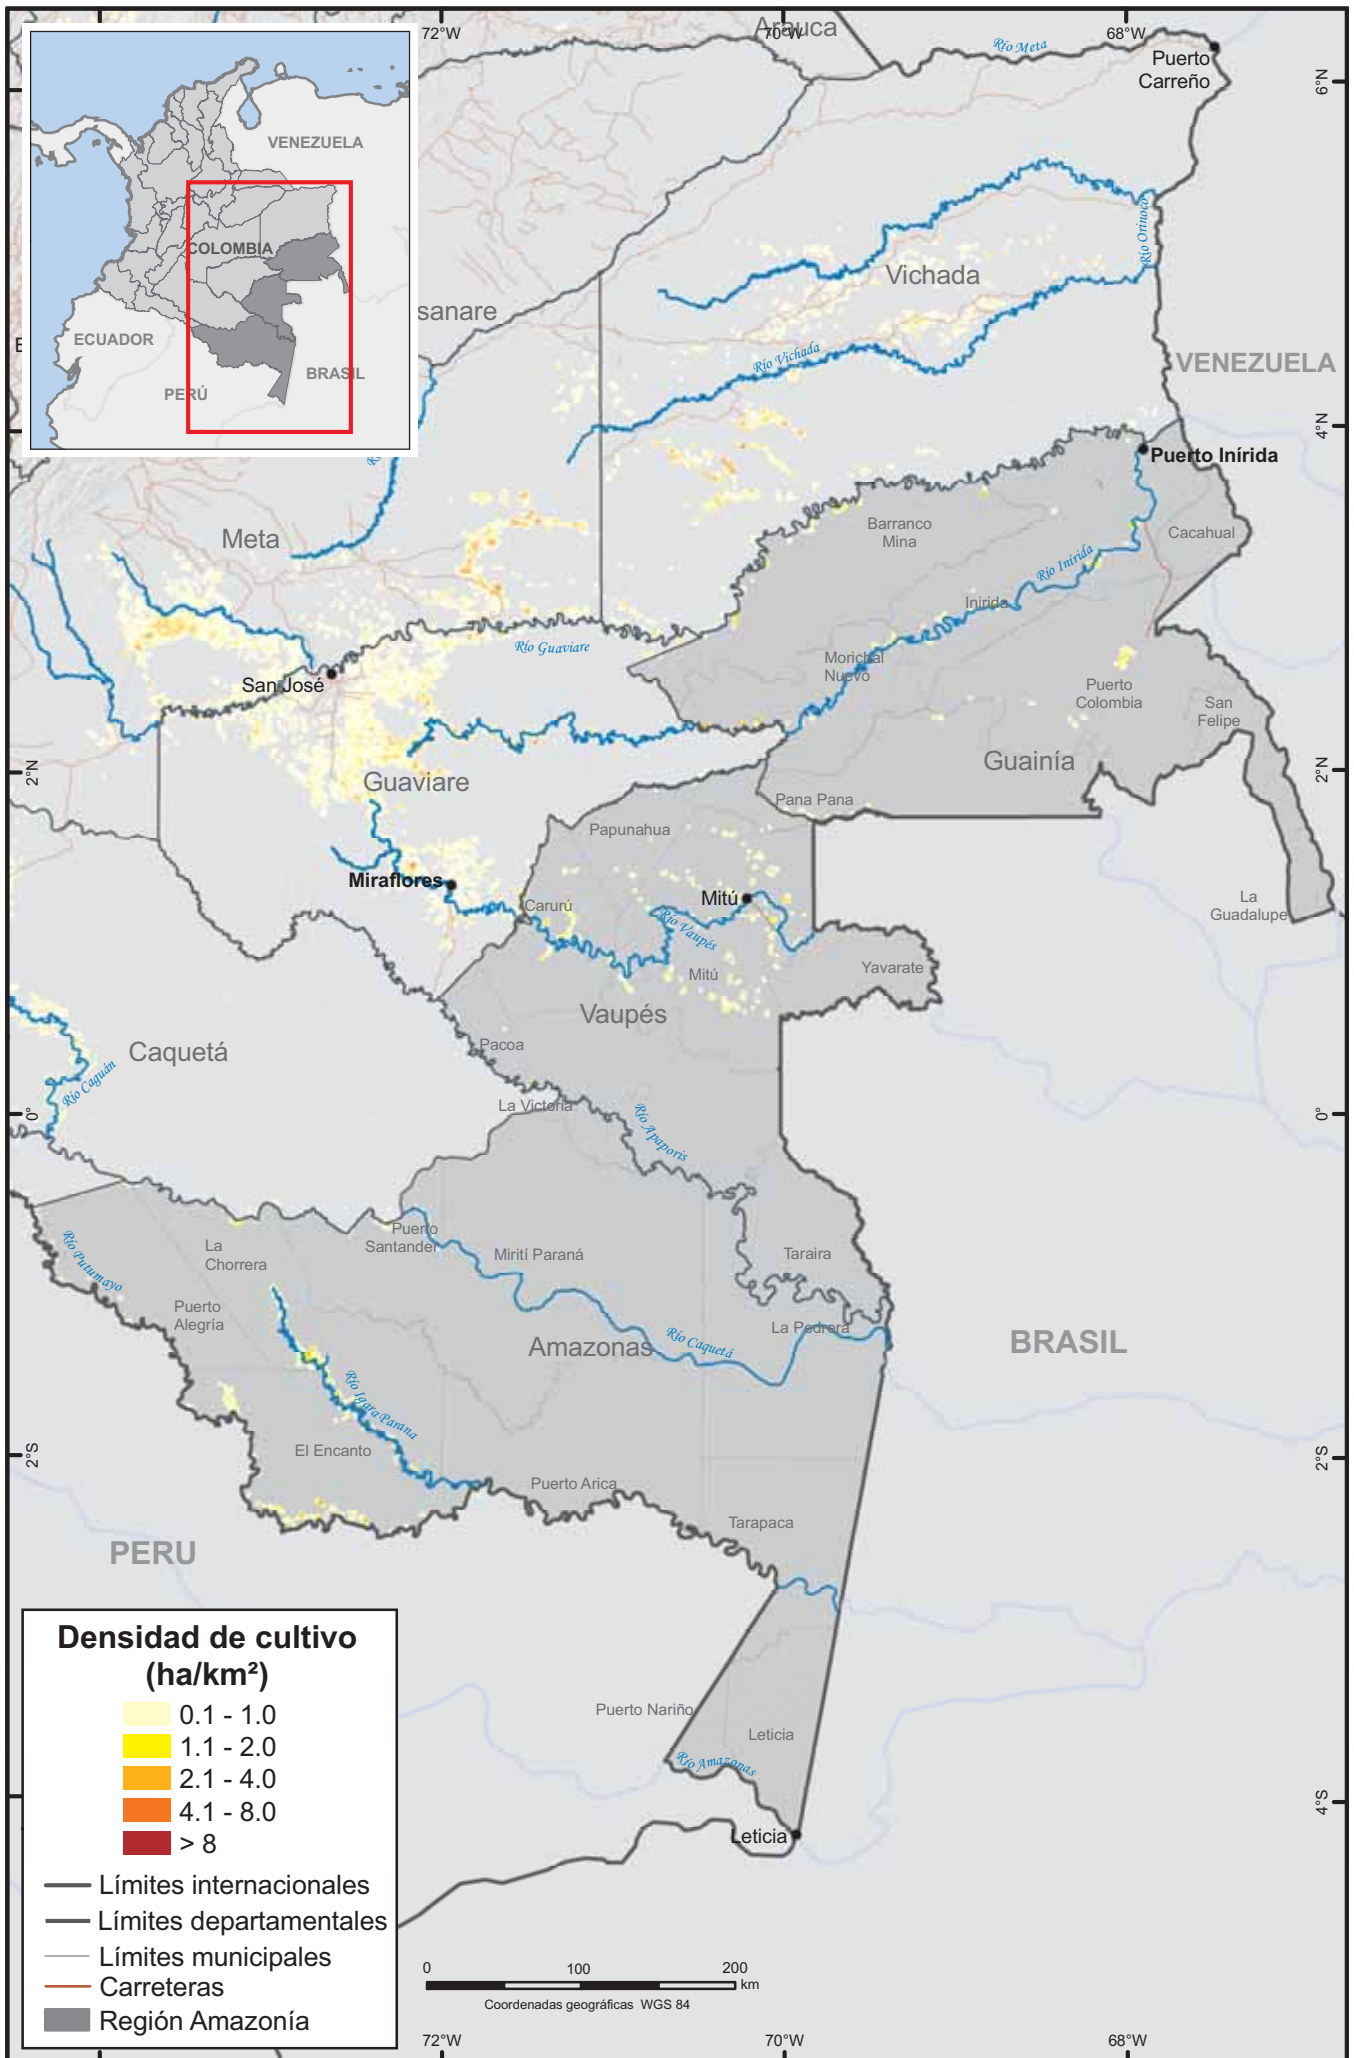 72°W
70°W
68°W
Arauca
Río Meta
Puerto
Carreño
6°N
VENEZUELA
COLOMBIA
ECUADOR
PERÚ
BRASIL
sanare
E
Río Orinoco
Vichada
Río Vichada
VENEZUELA
4°N
Puerto Inírida
Barranco
Mina
Cacahual
Meta
Río Inírida
Inirida
Río Guaviare
San José
Morichal
Nuevo
Puerto
Colombia
San
Felipe
Guainía
2°N
Guaviare
2°N
Pana Pana
Papunahua
Miraflores
Carurú
Mitú
La
Guadalupe
Río Vaupés
Mitú
Yavarate
Vaupés
Caquetá
Pacoa
Río Caguán
La Victoria
0°
0°
Río Apaporis
Puerto
Santander
La
Chorrera
Mirití Paraná
Taraira
Río Putumayo
Puerto
Alegría
La Pedrera
Amazonas
Río Caquetá
BRASIL
Río Igara Parana
El Encanto
2°S
2°S
Puerto Arica
Tarapaca
PERU
Puerto Nariño
Leticia
Río Amazonas
4°S
Leticia
Densidad de cultivo
(ha/km²)
0.1 - 1.0
1.1 - 2.0
2.1 - 4.0
4.1 - 8.0
> 8
Límites internacionales
Límites departamentales
Límites municipales
Carreteras
Región Amazonía
0 100 200
km
Coordenadas geográficas WGS 84
72°W
70°W
68°W